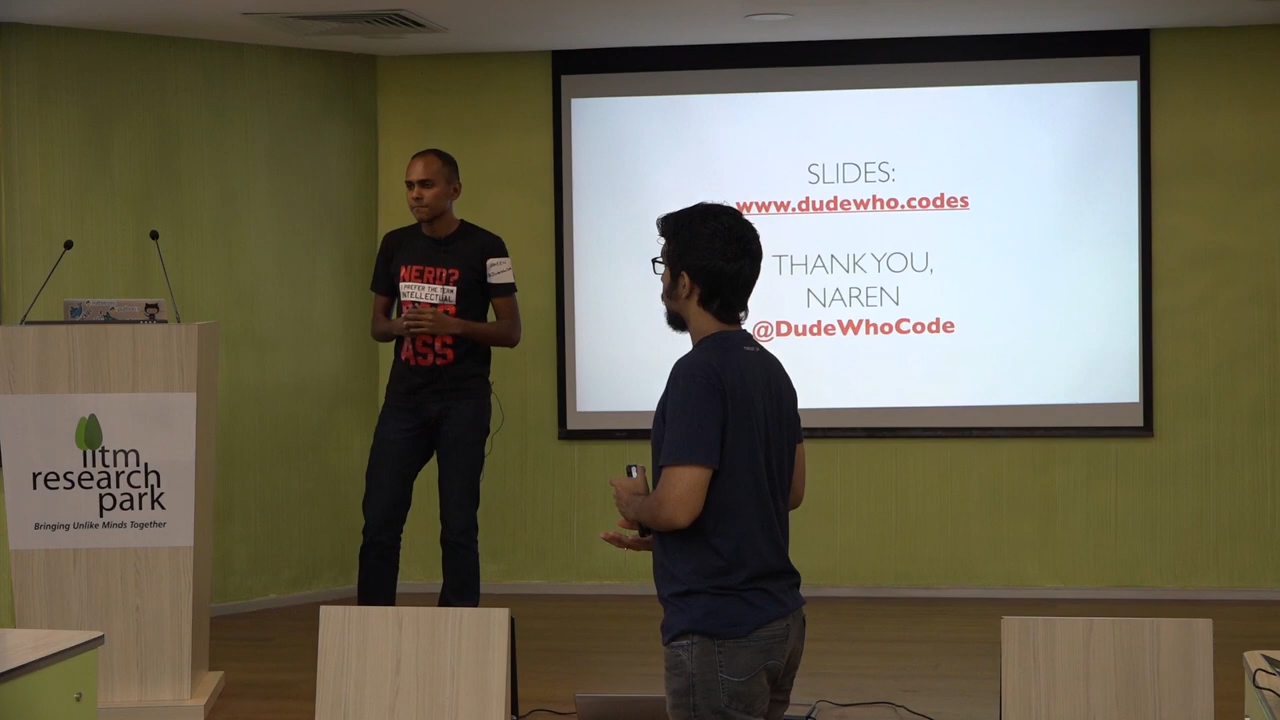 SLIDES:
www.dudewho.codes
THANK YOU,
NAREN
@DudeWhoCode
NERD?
I PREFER THE TERM
INTELLECTUAL
ASS
iitm
research
park
Bringing Unlike Minds Together